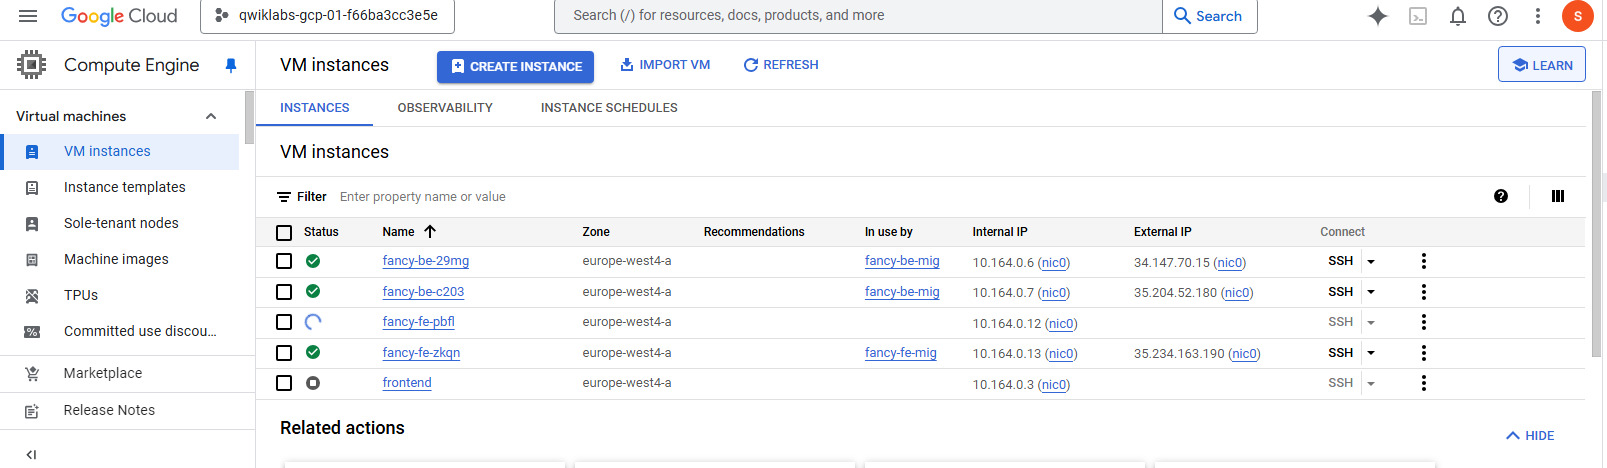 Google Cloud qwiklabs-gcp-01-f66ba3cc3e5e Search (/) for resources, docs, products, and more Search S
Compute Engine VM instances CREATE INSTANCE IMPORT VM REFRESH LEARN
INSTANCES OBSERVABILITY INSTANCE SCHEDULES
Virtual machines
VM instances
Instance templates
Sole-tenant nodes
Machine images
TPUs
Committed use discou...
Marketplace
Release Notes
VM instances
Filter Enter property name or value
Status Name Zone Recommendations In use by Internal IP External IP Connect
fancy-be-29mg europe-west4-a fancy-be-mig 10.164.0.6 (nic0) 34.147.70.15 (nic0) SSH
fancy-be-c203 europe-west4-a fancy-be-mig 10.164.0.7 (nic0) 35.204.52.180 (nic0) SSH
fancy-fe-pbfl europe-west4-a 10.164.0.12 (nic0) SSH
fancy-fe-zkqn europe-west4-a fancy-fe-mig 10.164.0.13 (nic0) 35.234.163.190 (nic0) SSH
frontend europe-west4-a 10.164.0.3 (nic0) SSH
Related actions
HIDE